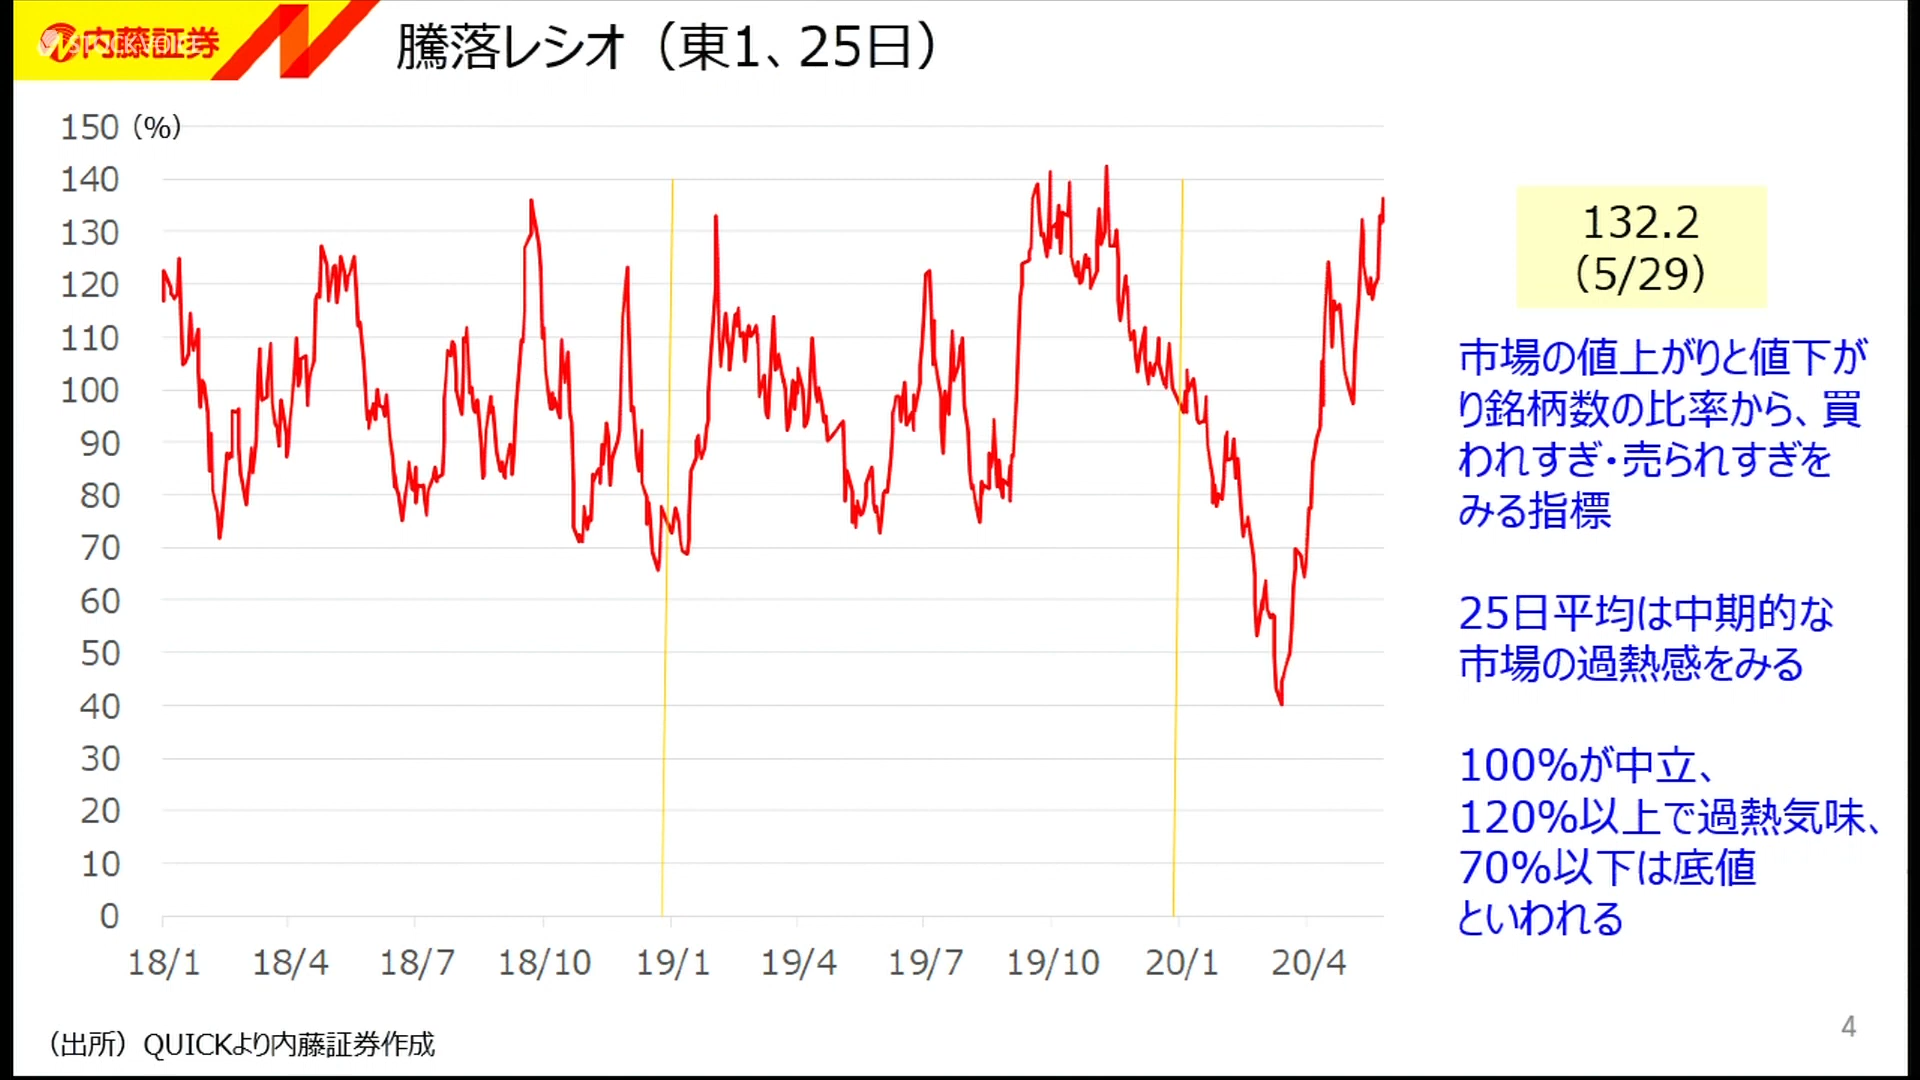 STOCK VOICE
内藤証券
騰落レシオ（東1、25日）
150（%）
140
130
120
110
100
90
80
70
60
50
40
30
20
10
0
18/1 18/4 18/7 18/10 19/1 19/4 19/7 19/10 20/1 20/4
132.2
（5/29）
市場の値上がりと値下が
り銘柄数の比率から、買
われすぎ・売られすぎを
みる指標
25日平均は中期的な
市場の過熱感をみる
100%が中立、
120%以上で過熱気味、
70%以下は底値
といわれる
（出所）QUICKより内藤証券作成
4